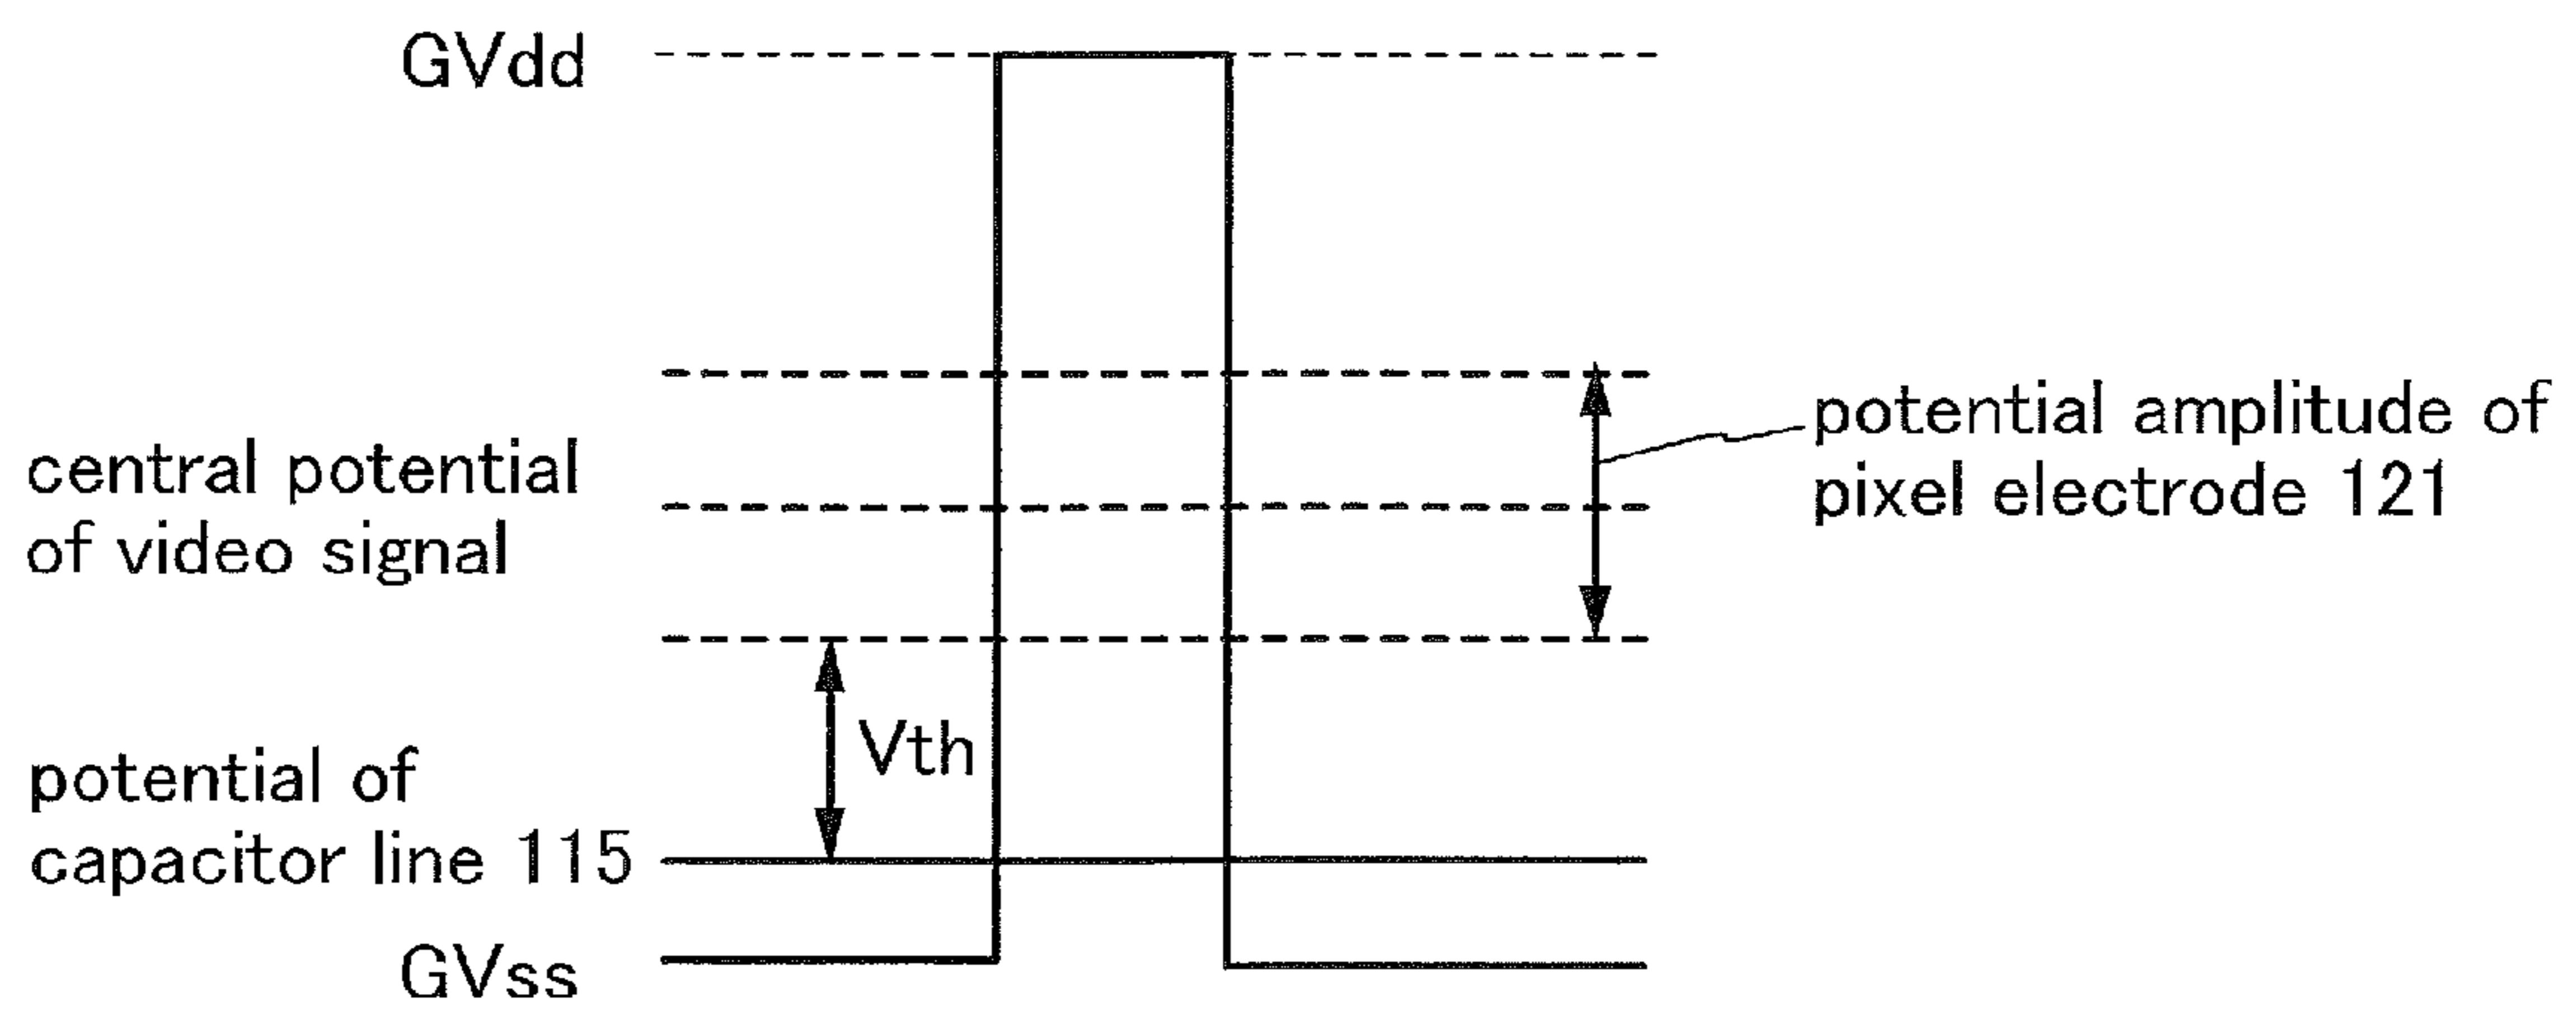 GVdd
central potential
of video signal
potential amplitude of
pixel electrode 121
Vth
potential of
capacitor line 115
GVss